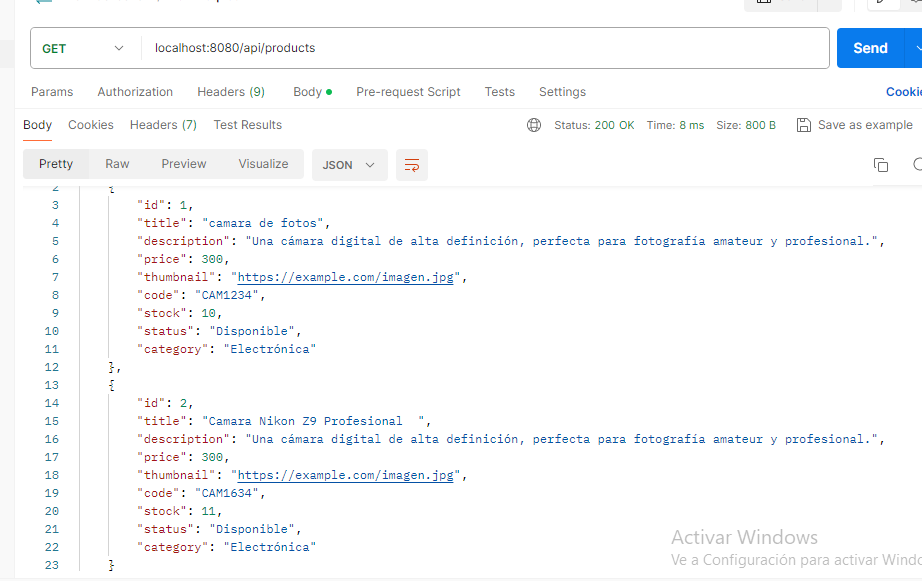 GET localhost:8080/api/products Send
Params Authorization Headers (9) Body Pre-request Script Tests Settings Cookie
Body Cookies Headers (7) Test Results Status: 200 OK Time: 8 ms Size: 800 B Save as example
Pretty Raw Preview Visualize JSON
2 {
3 "id": 1,
4 "title": "camara de fotos",
5 "description": "Una cámara digital de alta definición, perfecta para fotografía amateur y profesional.",
6 "price": 300,
7 "thumbnail": "https://example.com/imagen.jpg",
8 "code": "CAM1234",
9 "stock": 10,
10 "status": "Disponible",
11 "category": "Electrónica"
12 },
13 {
14 "id": 2,
15 "title": "Camara Nikon Z9 Profesional  ",
16 "description": "Una cámara digital de alta definición, perfecta para fotografía amateur y profesional.",
17 "price": 300,
18 "thumbnail": "https://example.com/imagen.jpg",
19 "code": "CAM1634",
20 "stock": 11,
21 "status": "Disponible",
22 "category": "Electrónica"
23 }
Activar Windows
Ve a Configuración para activar Windo